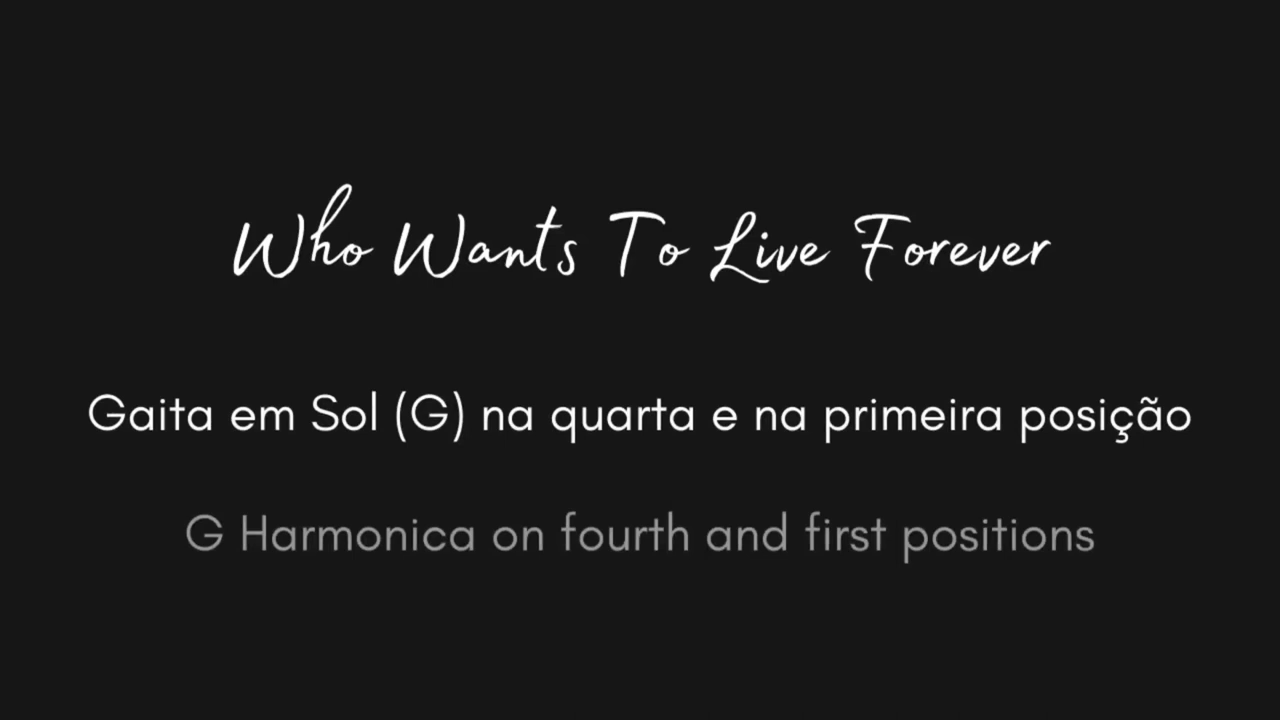 Who Wants To Live Forever
Gaita em Sol (G) na quarta e na primeira posição
G Harmonica on fourth and first positions